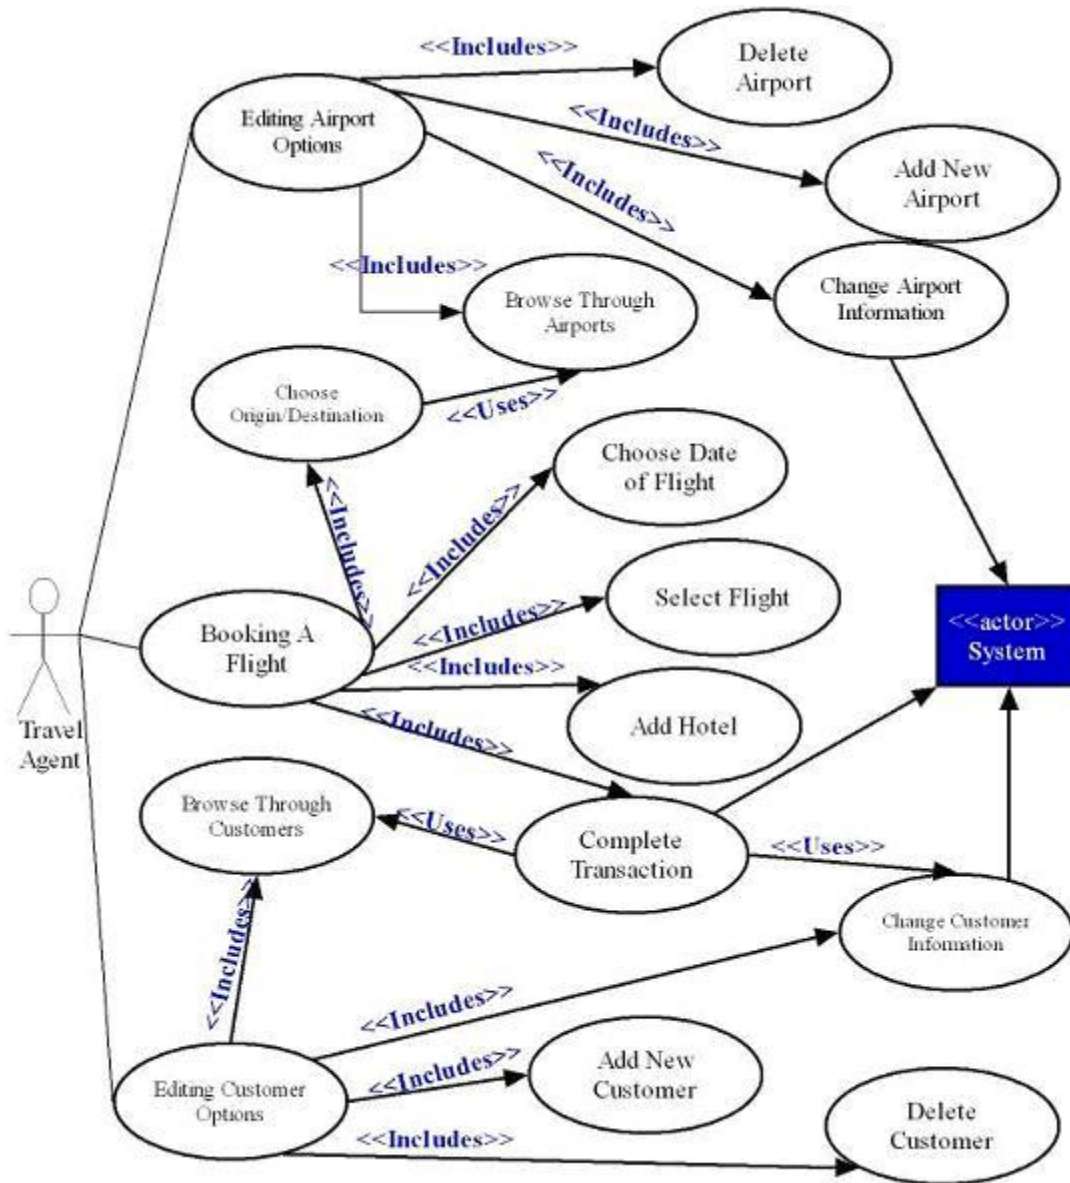 <<Includes>>
Delete
Airport
Editing Airport
Options
<<Includes>>
Add New
Airport
<<Includes>>
Change Airport
Information
<<Includes>>
Browse Through
Airports
Choose
Origin/Destination
<<Uses>>
Choose Date
of Flight
<<Includes>>
<<Includes>>
Select Flight
<<Includes>>
Booking A
Flight
<<Includes>>
<<actor>>
System
Add Hotel
<<Includes>>
Travel
Agent
Browse Through
Customers
<<Uses>>
Complete
Transaction
<<Uses>>
Change Customer
Information
<<Includes>>
<<Includes>>
Add New
Customer
<<Includes>>
Editing Customer
Options
Delete
Customer
<<Includes>>